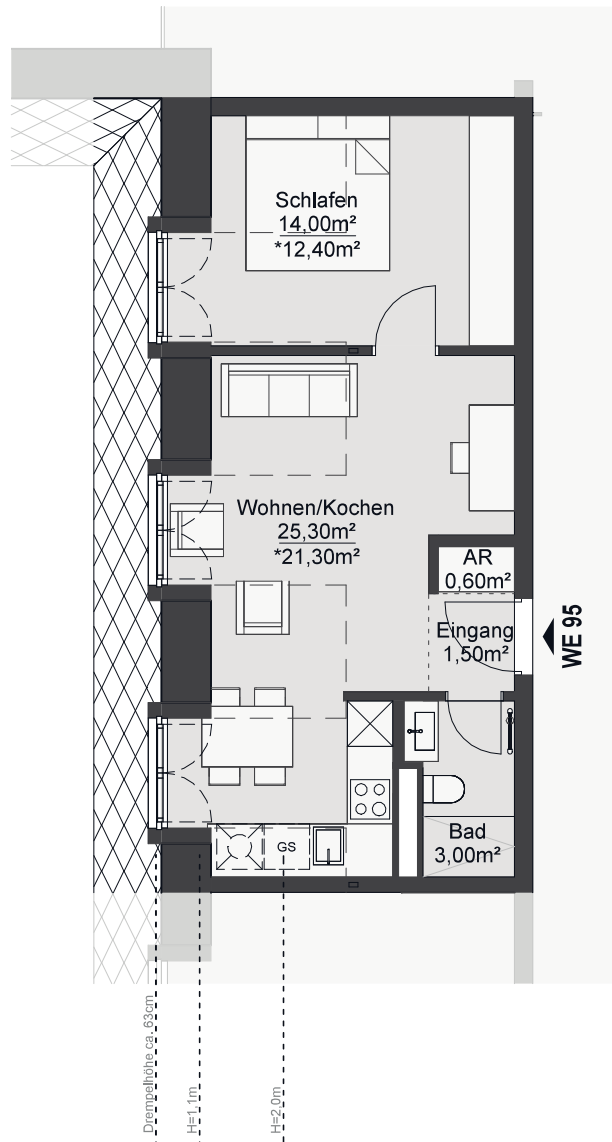 Schlafen
14,00m²
*12,40m²
Wohnen/Kochen
25,30m²
*21,30m²
AR
0,60m²
Eingang
1,50m²
WE 95
GS
Bad
3,00m²
Drempelhöhe ca. 63cm
H=1,1m
H=2,0m